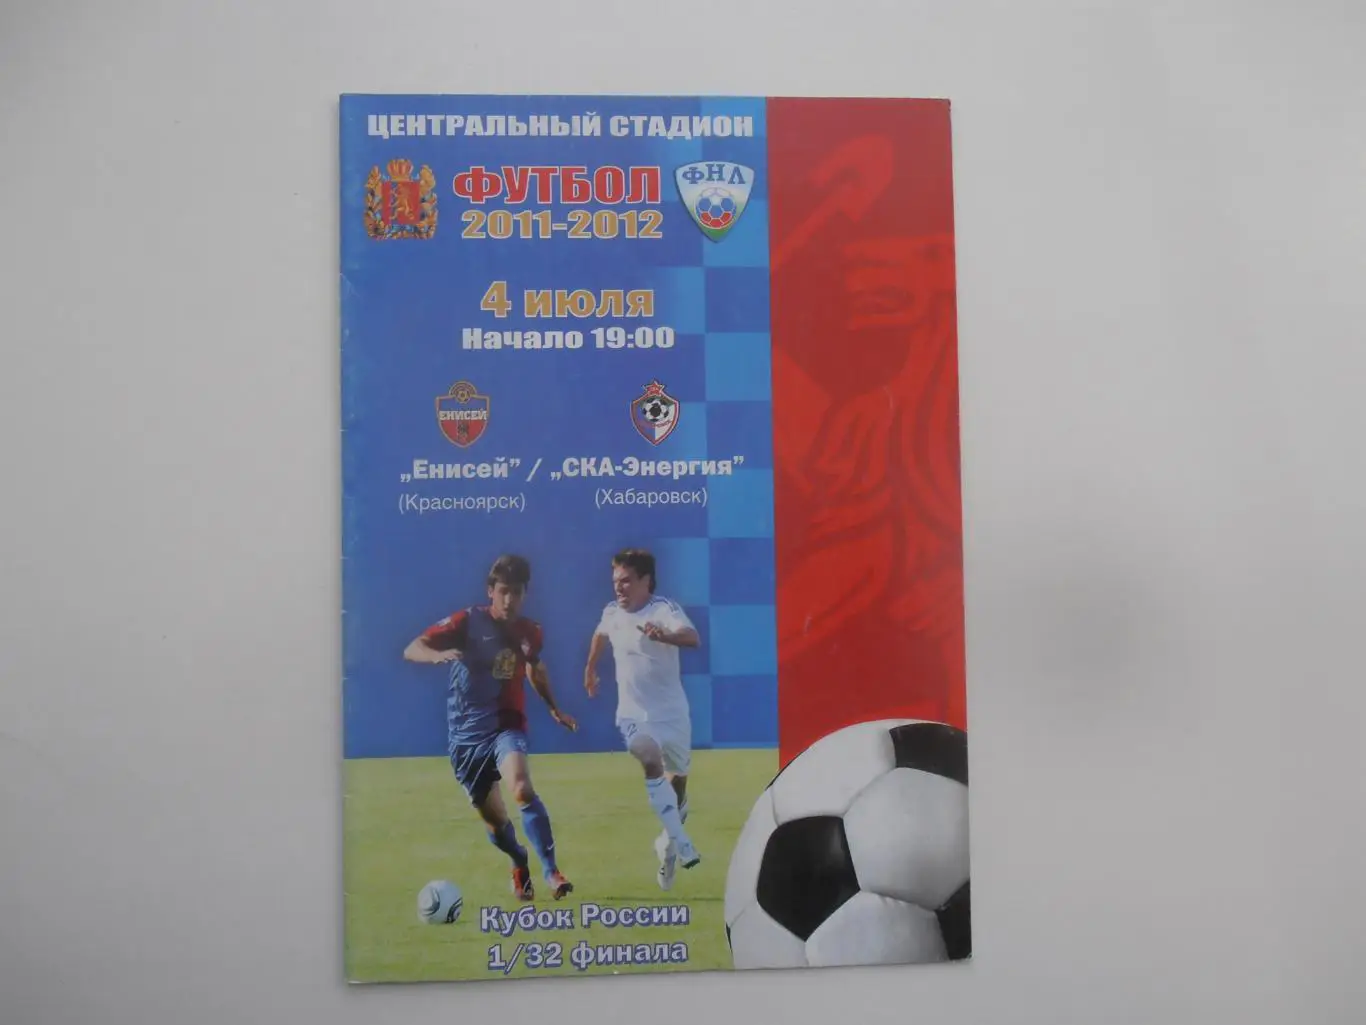 ЦЕНТРАЛЬНЫЙ СТАДИОН
ФУТБОЛ
2011-2012
ФНЛ
4 июля
Начало 19:00
ЕНИСЕЙ
„Енисей” / „СКА-Энергия”
(Красноярск) (Хабаровск)
Кубок России
1/32 финала